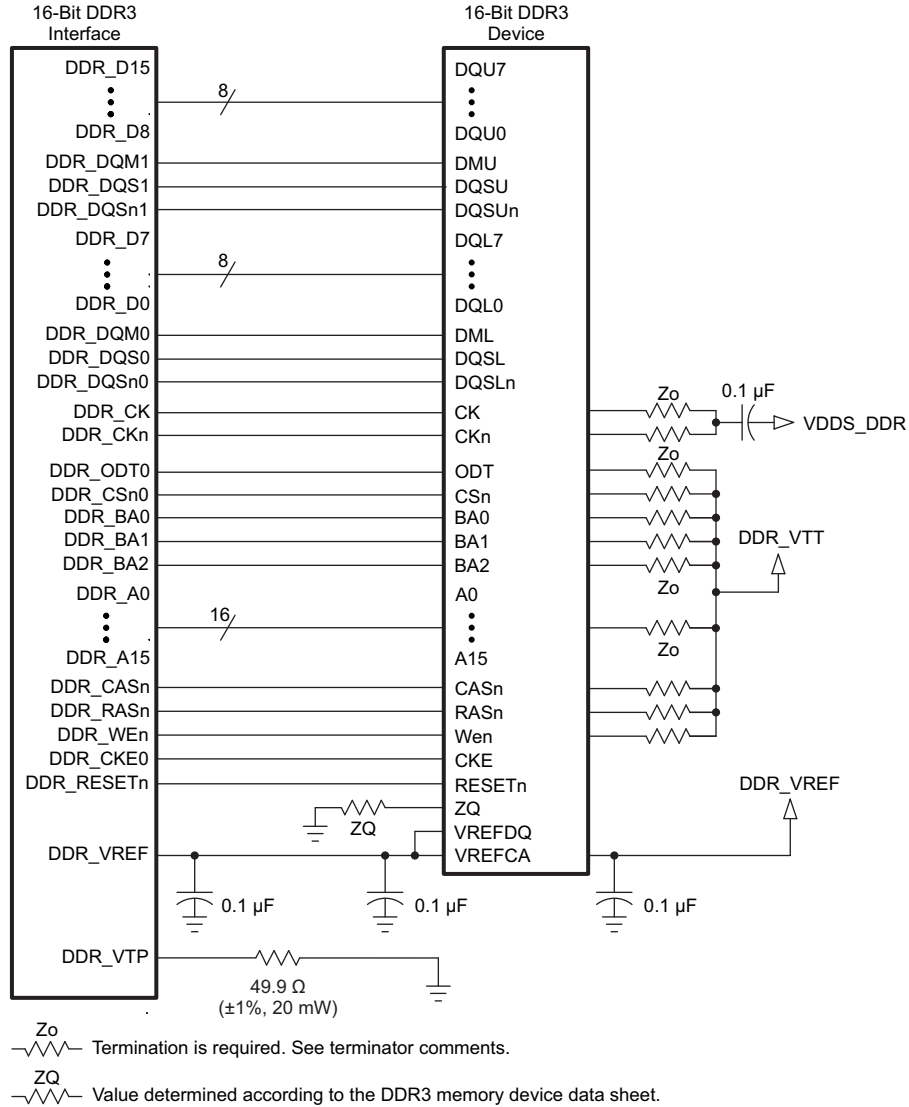 16-Bit DDR3
Interface
16-Bit DDR3
Device
DDR_D15
DDR_D8
DDR_DQM1
DDR_DQS1
DDR_DQSn1
DDR_D7
DDR_D0
DDR_DQM0
DDR_DQS0
DDR_DQSn0
DDR_CK
DDR_CKn
DDR_ODT0
DDR_CSn0
DDR_BA0
DDR_BA1
DDR_BA2
DDR_A0
DDR_A15
DDR_CASn
DDR_RASn
DDR_WEn
DDR_CKE0
DDR_RESETn
DDR_VREF
DDR_VTP
8
8
16
DQU7
DQU0
DMU
DQSU
DQSUn
DQL7
DQL0
DML
DQSL
DQSLn
CK
CKn
ODT
CSn
BA0
BA1
BA2
A0
A15
CASn
RASn
Wen
CKE
RESETn
ZQ
VREFDQ
VREFCA
Zo
0.1 µF
VDDS_DDR
Zo
DDR_VTT
Zo
Zo
DDR_VREF
ZQ
0.1 µF
0.1 µF
0.1 µF
49.9 Ω
(±1%, 20 mW)
Zo
Termination is required. See terminator comments.
ZQ
Value determined according to the DDR3 memory device data sheet.